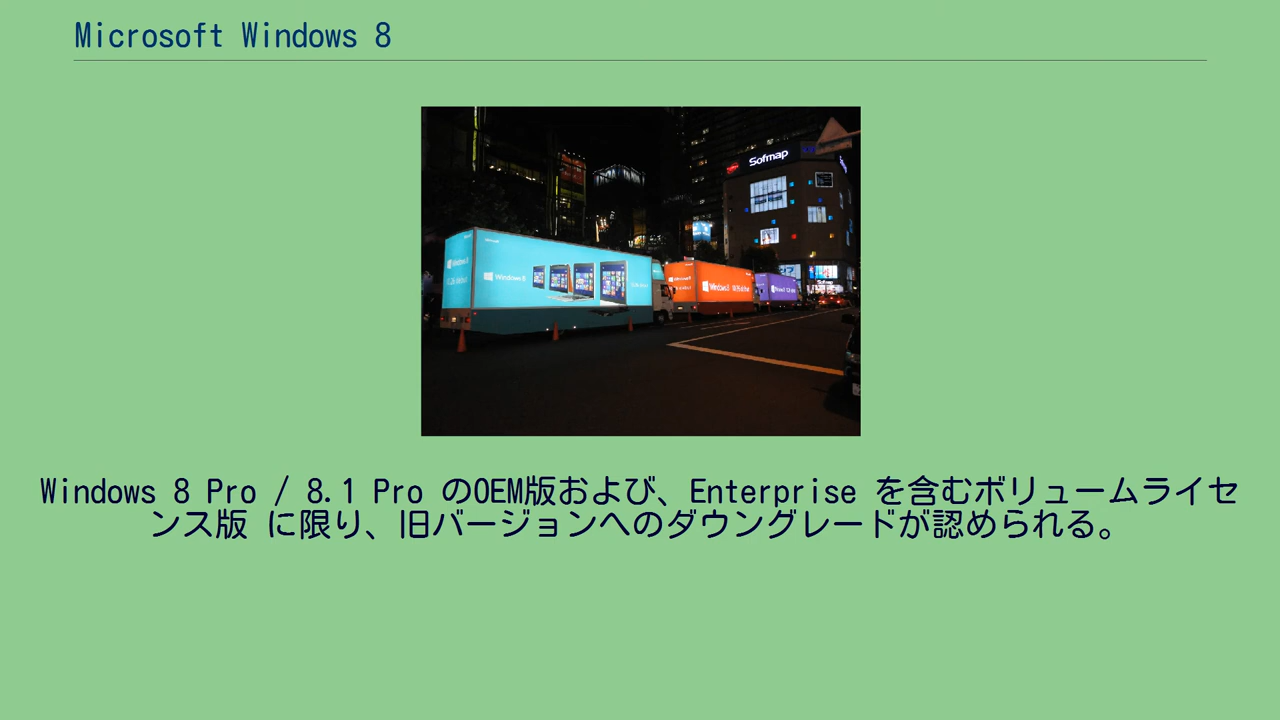 Microsoft Windows 8
Sofmap
Windows 8
Windows 8
Sofmap
Windows 8 Pro / 8.1 Pro のOEM版および、Enterprise を含むボリュームライセ
ンス版 に限り、旧バージョンへのダウングレードが認められる。